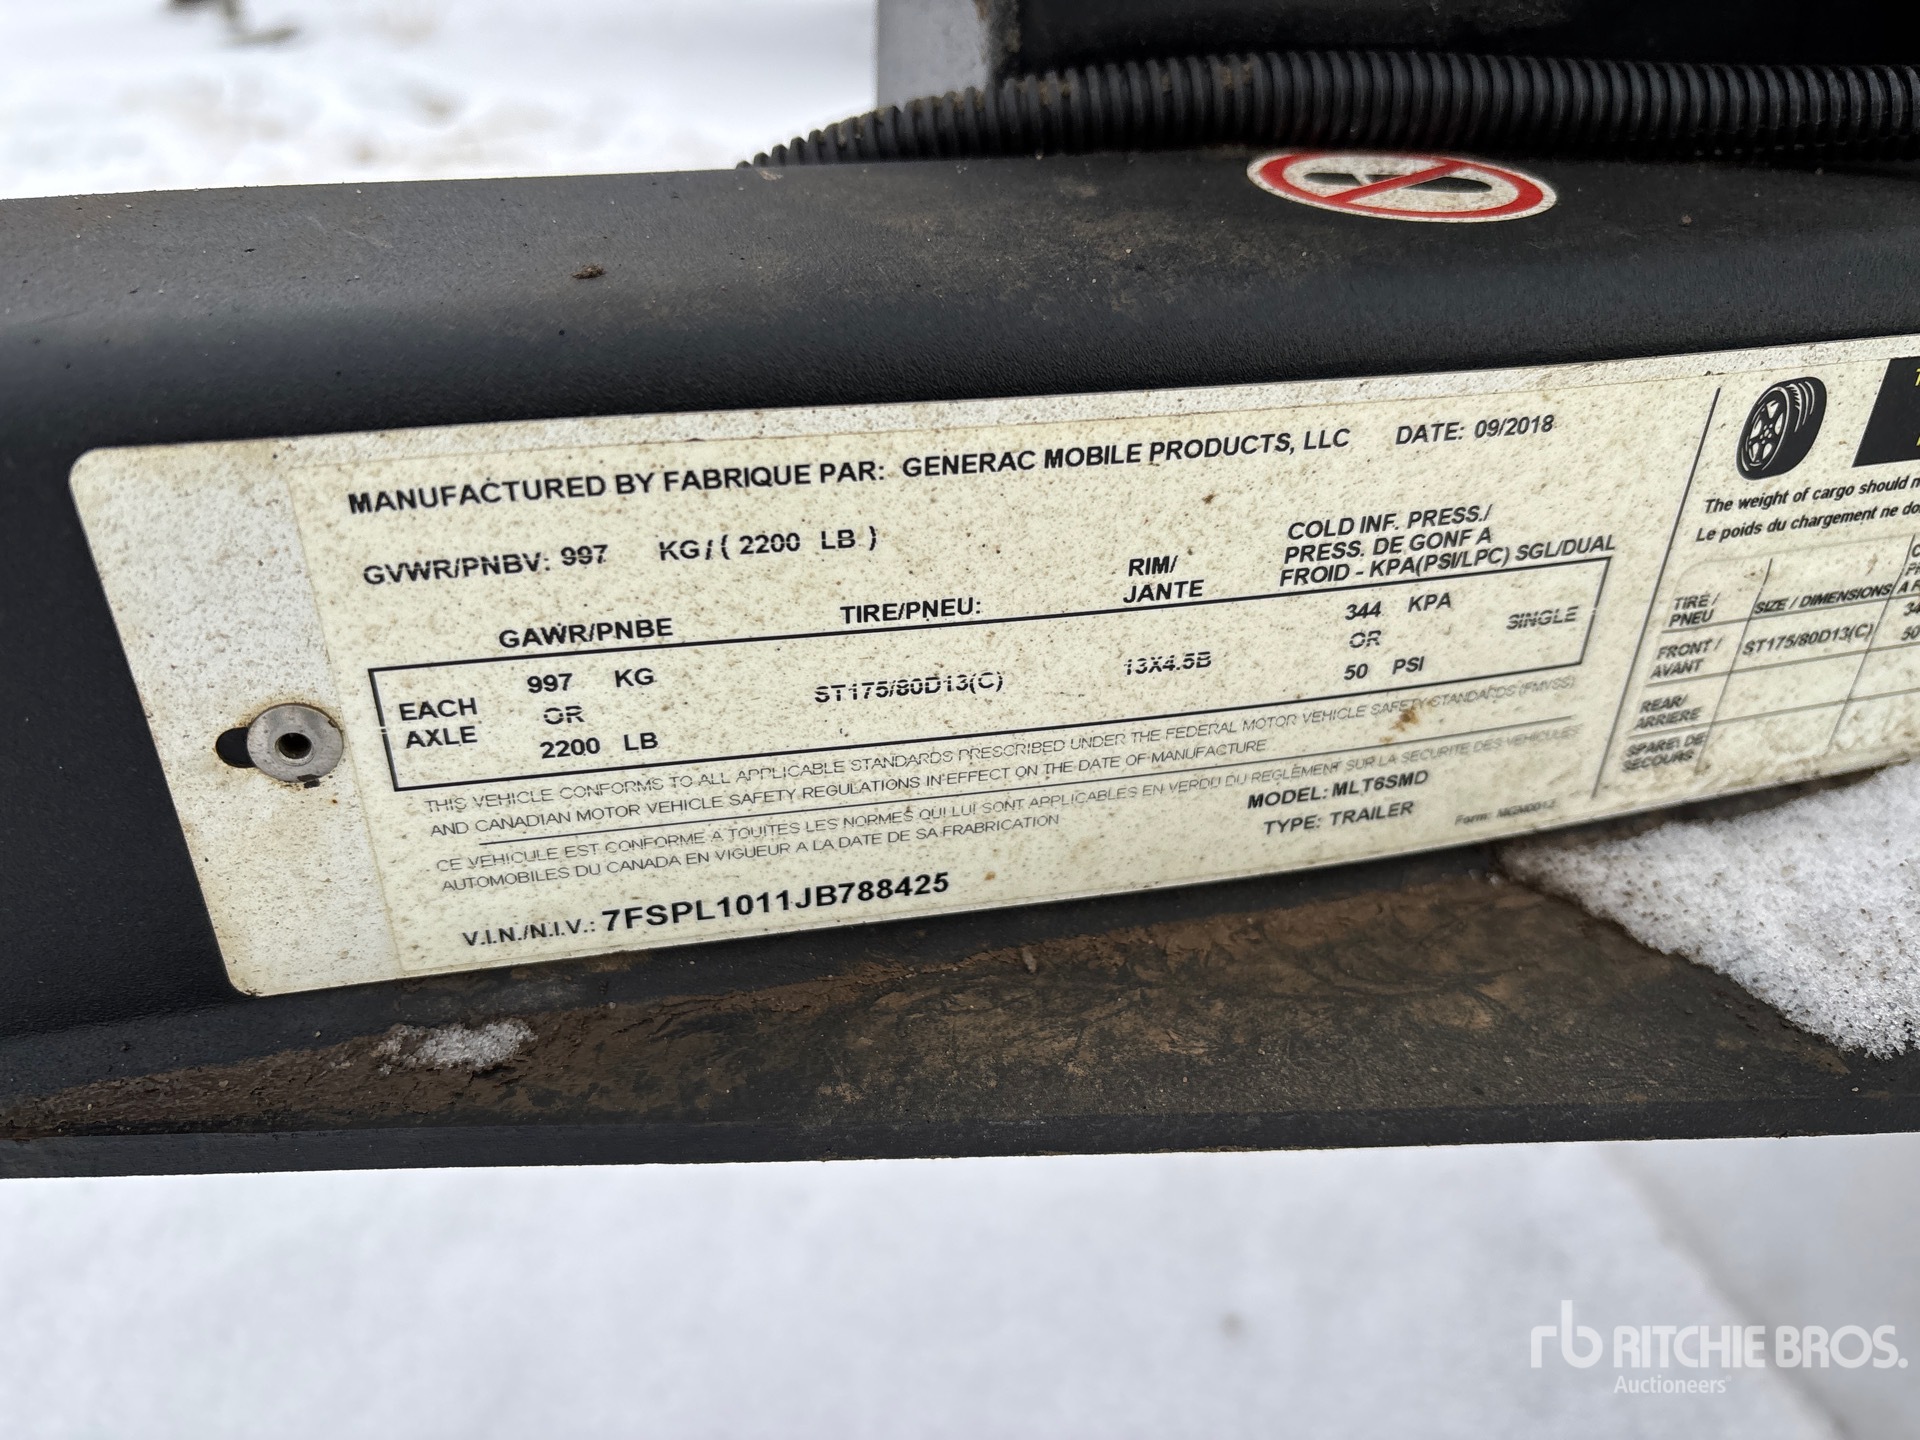 MANUFACTURED BY FABRIQUE PAR: GENERAC MOBILE PRODUCTS, LLC DATE: 09/2018
GVWR/PNBV: 997 KG / ( 2200 LB )
GAWR/PNBE TIRE/PNEU: RIM/ JANTE COLD INF. PRESS./ PRESS. DE GONF A FROID - KPA(PSI/LPC) SGL/DUAL
EACH AXLE
997 KG
OR
2200 LB
ST175/80D13(C)
13X4.5B
344 KPA
OR
50 PSI
SINGLE
THIS VEHICLE CONFORMS TO ALL APPLICABLE STANDARDS PRESCRIBED UNDER THE FEDERAL MOTOR VEHICLE SAFETY STANDARDS (FMVSS)
AND CANADIAN MOTOR VEHICLE SAFETY REGULATIONS IN EFFECT ON THE DATE OF MANUFACTURE
CE VEHICULE EST CONFORME A TOUITES LES NORMES QUI LUI SONT APPLICABLES EN VERDU DU REGLEMENT SUR LA SECURITE DES VEHICULES
AUTOMOBILES DU CANADA EN VIGUEUR A LA DATE DE SA FRABRICATION
MODEL: MLT6SMD
TYPE: TRAILER
V.I.N./N.I.V.: 7FSPL1011JB788425
The weight of cargo should
Le poids du chargement ne
TIRE / PNEU
SIZE / DIMENSIONS
FRONT / AVANT
ST175/80D13(C)
REAR/ ARRIERE
SPARE\ DE SECOURS
rb RITCHIE BROS.
Auctioneers